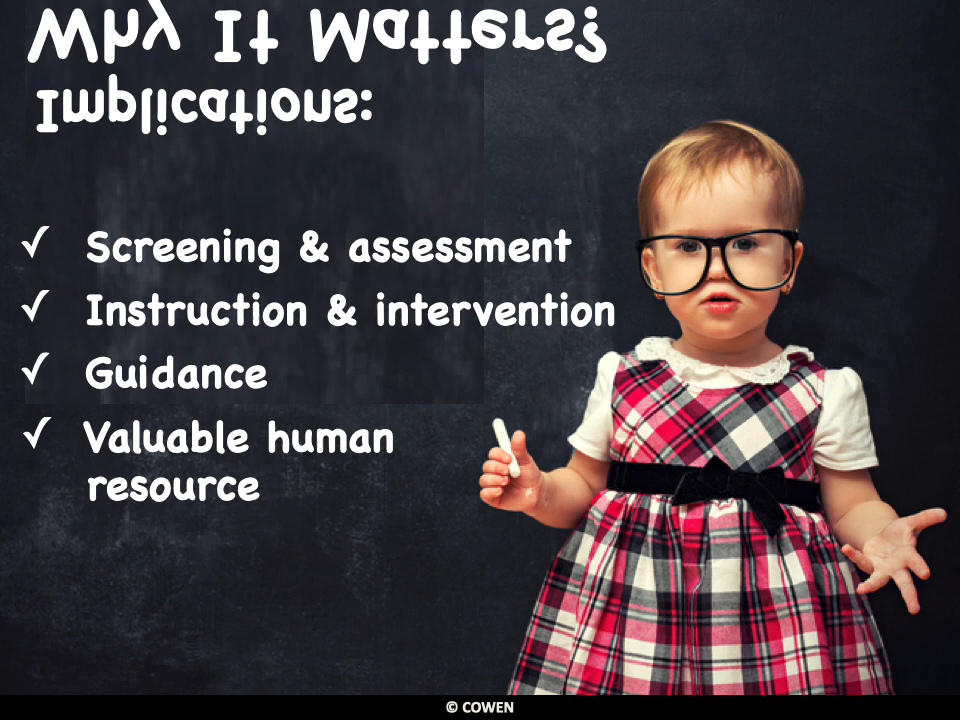 Why It Matters?
Implications:
✓ Screening & assessment
✓ Instruction & intervention
✓ Guidance
✓ Valuable human
resource
© COWEN